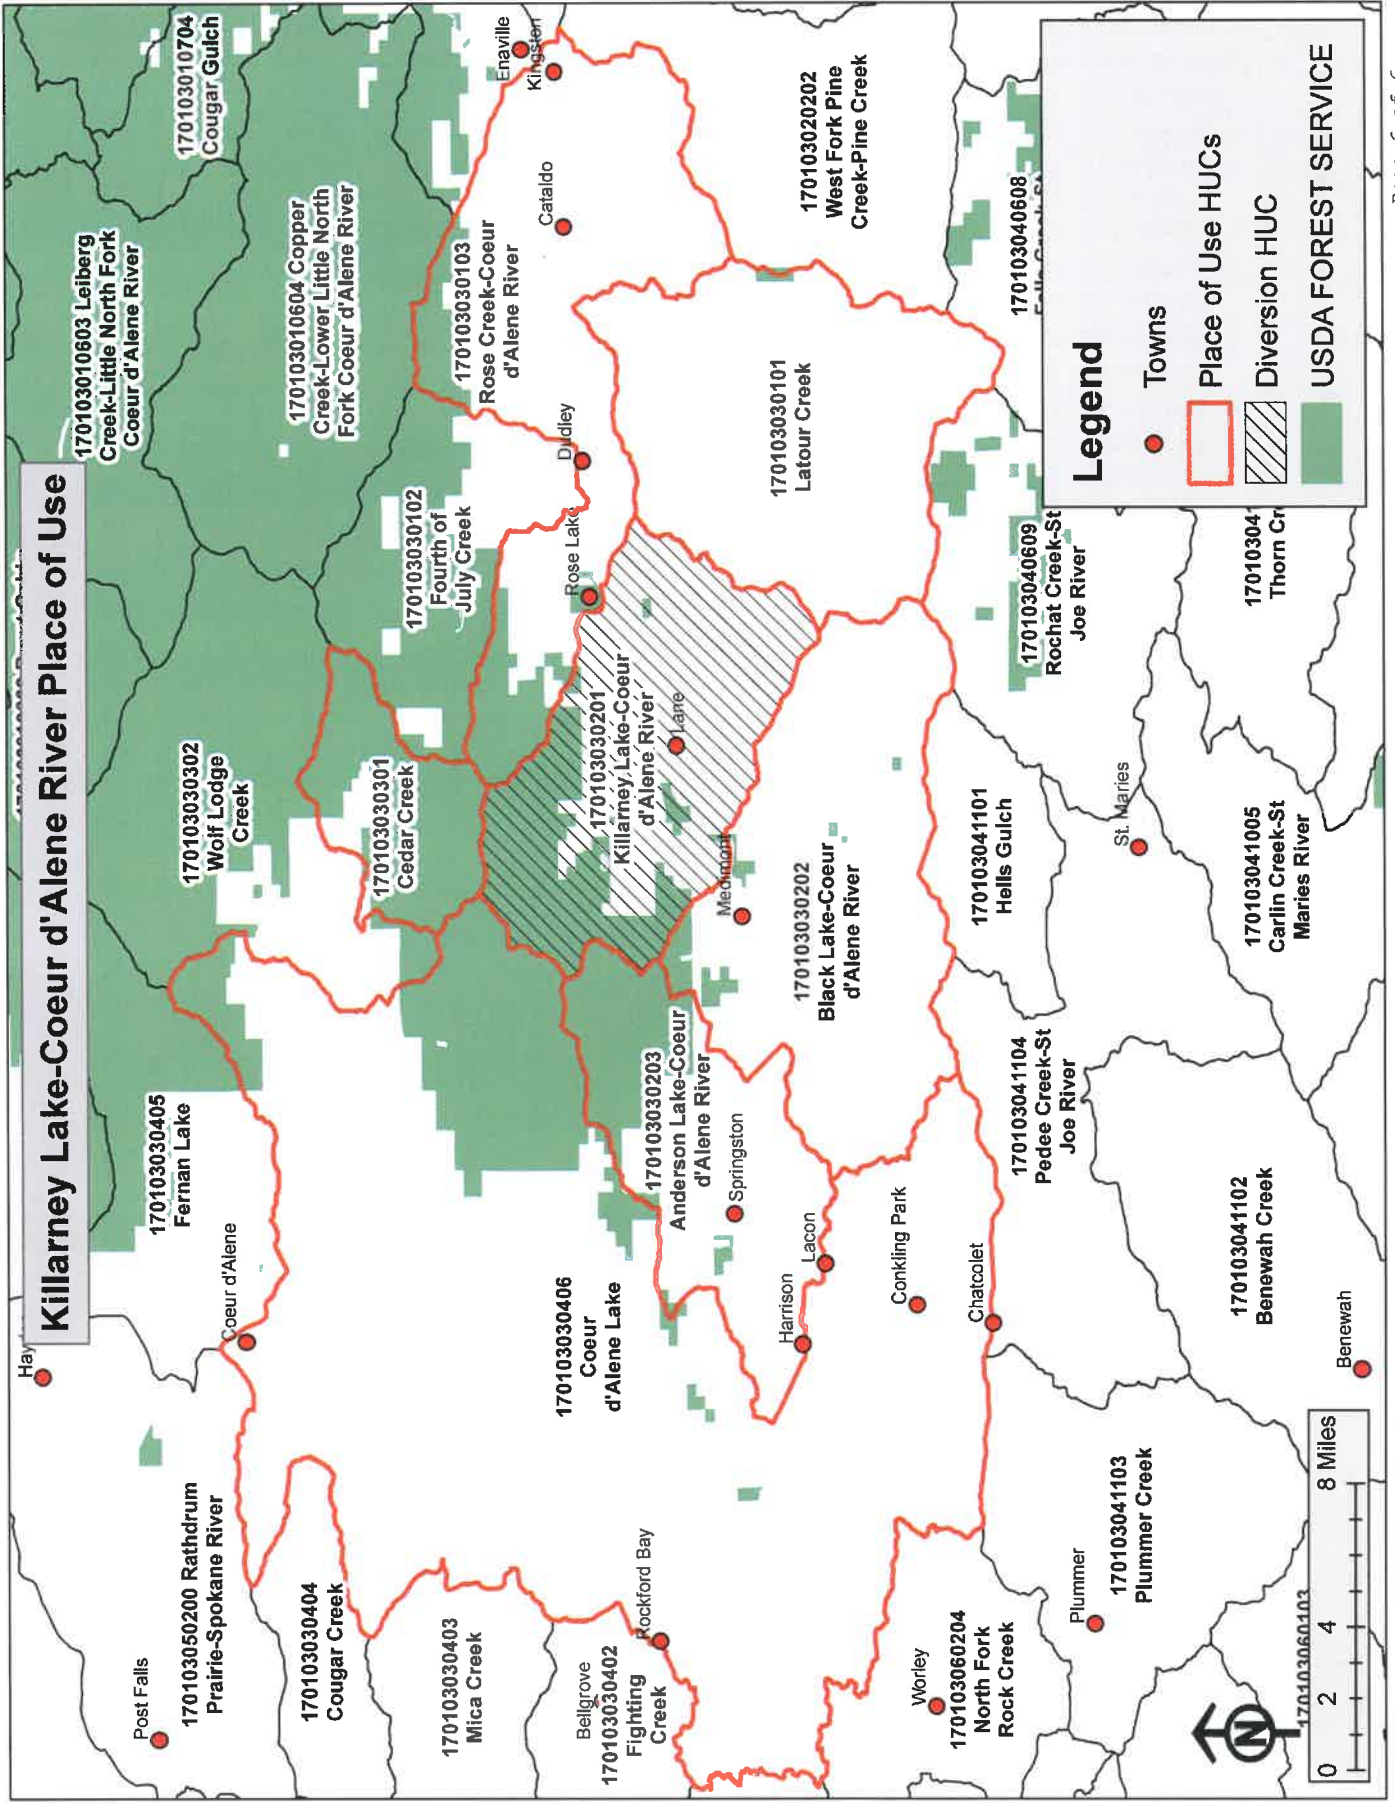 Killarney Lake-Coeur d'Alene River Place of Use
170103010704
Cougar Gulch
170103010603 Leiberg
Creek-Little North Fork
Coeur d'Alene River
170103010604 Copper
Creek-Lower Little North
Fork Coeur d'Alene River
170103030302
Wolf Lodge
Creek
170103030405
Fernan Lake
Hay
Coeur d'Alene
Post Falls
170103050200 Rathdrum
Prairie-Spokane River
170103030404
Cougar Creek
170103030403
Mica Creek
Bellgrove
170103030402
Fighting
Creek
Rockford Bay
170103030301
Cedar Creek
170103030102
Fourth of
July Creek
170103030103
Rose Creek-Coeur
d'Alene River
Enaville
Kingston
Cataldo
Dudley
Rose Lake
170103030201
Killarney Lake-Coeur
d'Alene River
Lane
Medimont
170103030203
Anderson Lake-Coeur
d'Alene River
Springston
170103030406
Coeur
d'Alene Lake
Harrison
Lacon
Conkling Park
Chatcolet
170103030202
Black Lake-Coeur
d'Alene River
170103030101
Latour Creek
170103020202
West Fork Pine
Creek-Pine Creek
170103040608
170103040609
Rochat Creek-St
Joe River
17010304
Thorn Cr
170103041101
Hells Gulch
St. Maries
170103041005
Carlin Creek-St
Maries River
170103041104
Pedee Creek-St
Joe River
170103041102
Benewah Creek
Benewah
170103041103
Plummer Creek
Plummer
Worley
170103060204
North Fork
Rock Creek
170103060103
N
0 2 4 8 Miles
Legend
Towns
Place of Use HUCs
Diversion HUC
USDA FOREST SERVICE